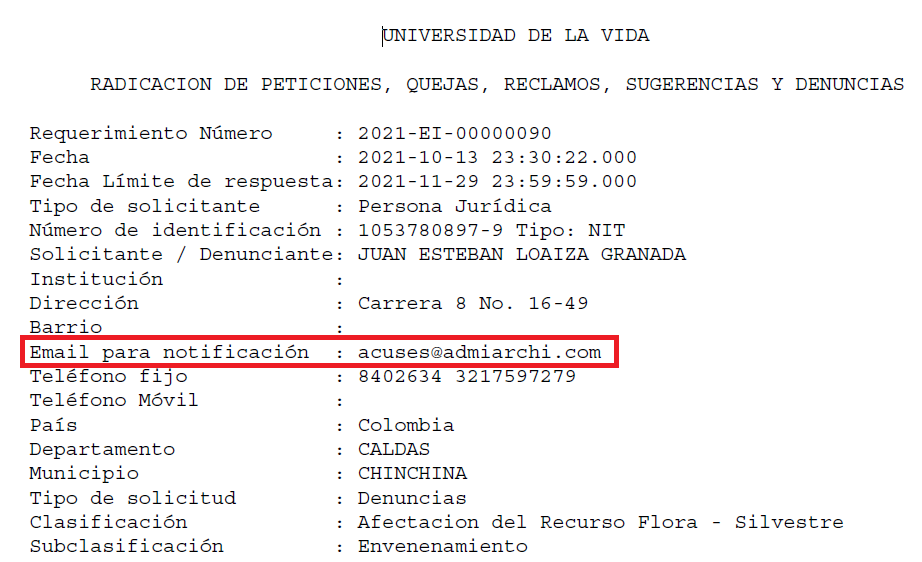 UNIVERSIDAD DE LA VIDA
RADICACION DE PETICIONES, QUEJAS, RECLAMOS, SUGERENCIAS Y DENUNCIAS
Requerimiento Número : 2021-EI-00000090
Fecha : 2021-10-13 23:30:22.000
Fecha Límite de respuesta: 2021-11-29 23:59:59.000
Tipo de solicitante : Persona Jurídica
Número de identificación : 1053780897-9 Tipo: NIT
Solicitante / Denunciante: JUAN ESTEBAN LOAIZA GRANADA
Institución :
Dirección : Carrera 8 No. 16-49
Barrio :
Email para notificación : acuses@admiarchi.com
Teléfono fijo : 8402634 3217597279
Teléfono Móvil :
País : Colombia
Departamento : CALDAS
Municipio : CHINCHINA
Tipo de solicitud : Denuncias
Clasificación : Afectacion del Recurso Flora - Silvestre
Subclasificación : Envenenamiento